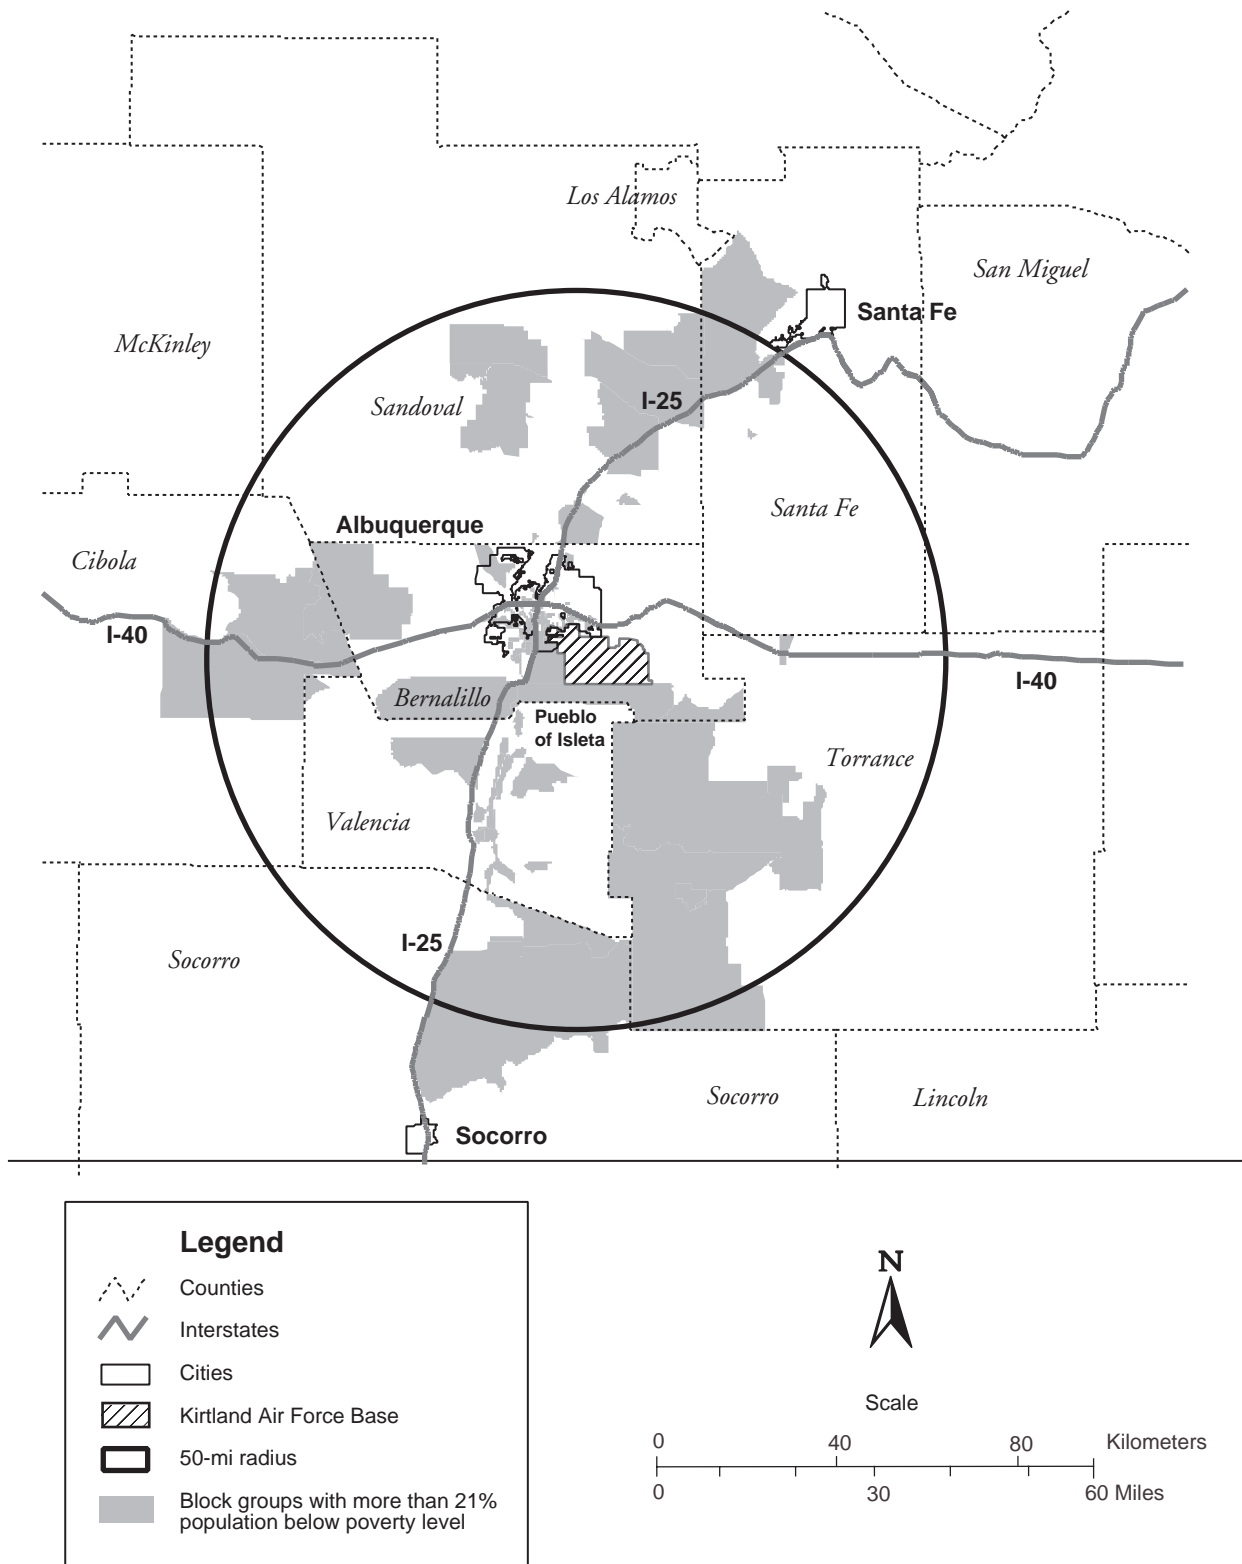 Los Alamos
San Miguel
Santa Fe
McKinley
Sandoval
I-25
Santa Fe
Albuquerque
Cibola
I-40
I-40
Bernalillo
Pueblo
of Isleta
Torrance
Valencia
I-25
Socorro
Socorro
Lincoln
Socorro
Legend
Counties
Interstates
Cities
Kirtland Air Force Base
50-mi radius
Block groups with more than 21%
population below poverty level
N
Scale
0 40 80 Kilometers
0 30 60 Miles